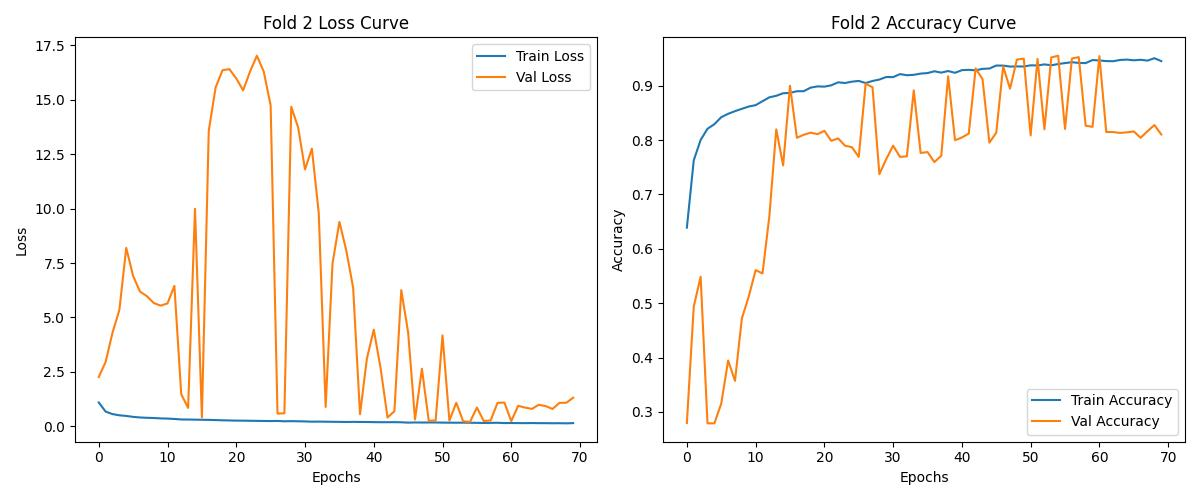 Fold 2 Loss Curve
17.5
15.0
12.5
10.0
7.5
5.0
2.5
0.0
Loss
Train Loss
Val Loss
0 10 20 30 40 50 60 70
Epochs
Fold 2 Accuracy Curve
0.9
0.8
0.7
0.6
0.5
0.4
0.3
Accuracy
Train Accuracy
Val Accuracy
0 10 20 30 40 50 60 70
Epochs